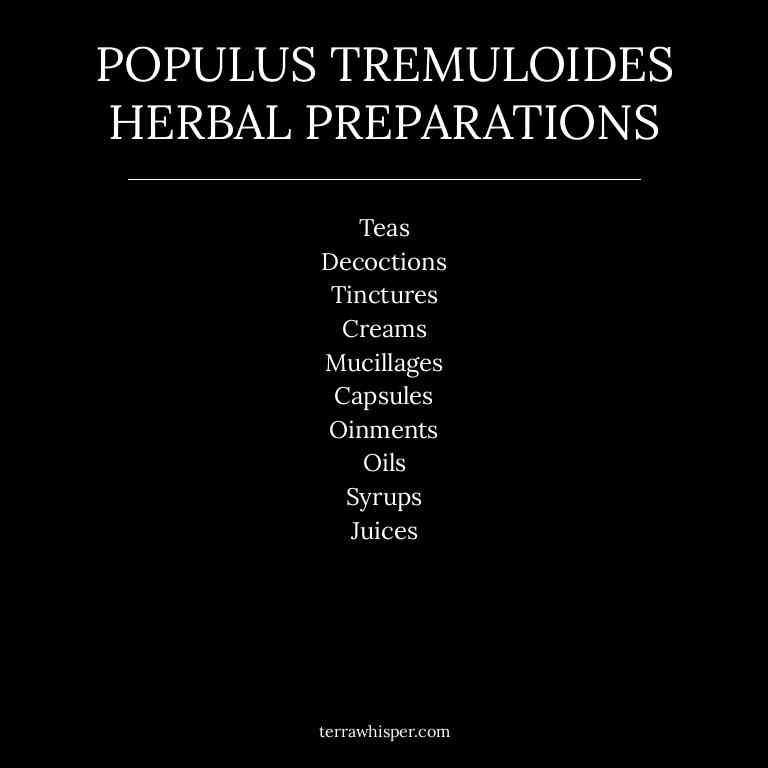 POPULUS TREMULOIDES
HERBAL PREPARATIONS
Teas
Decoctions
Tinctures
Creams
Mucillages
Capsules
Oinments
Oils
Syrups
Juices
terrawhisper.com